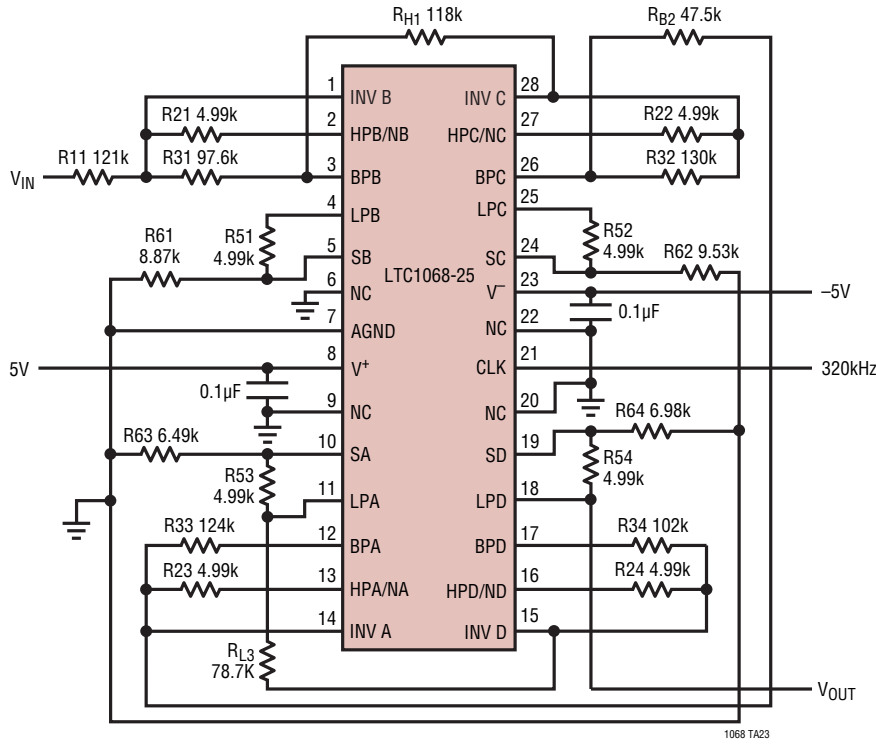 RH1 118k
RB2 47.5k
1
INV B
INV C
28
R21 4.99k
2
HPB/NB
HPC/NC
27
R22 4.99k
VIN
R11 121k
R31 97.6k
3
BPB
BPC
26
R32 130k
4
LPB
LPC
25
R61
8.87k
R51
4.99k
5
SB
SC
24
R52
4.99k
R62 9.53k
LTC1068-25
6
NC
V–
23
–5V
0.1µF
7
AGND
NC
22
5V
8
V+
CLK
21
320kHz
0.1µF
9
NC
NC
20
R63 6.49k
10
SA
SD
19
R64 6.98k
R53
4.99k
R54
4.99k
11
LPA
LPD
18
R33 124k
12
BPA
BPD
17
R34 102k
R23 4.99k
13
HPA/NA
HPD/ND
16
R24 4.99k
14
INV A
INV D
15
RL3
78.7K
VOUT
1068 TA23